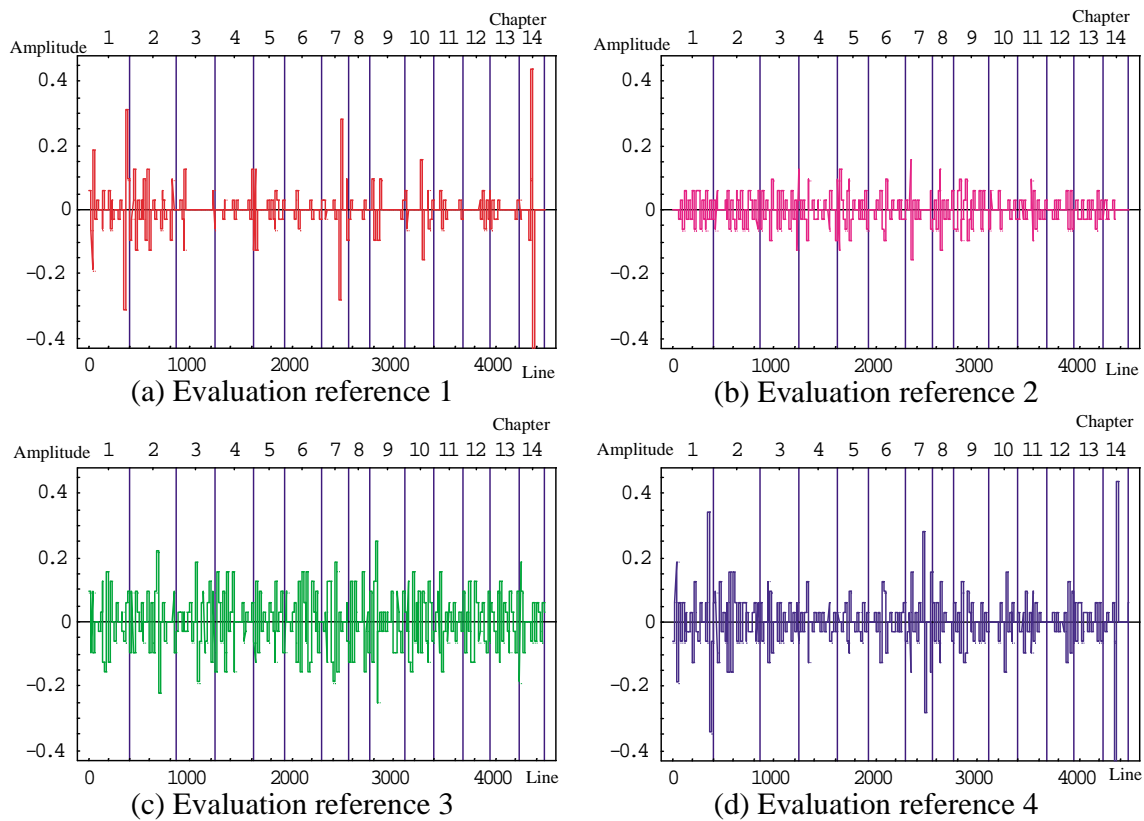 Chapter
Amplitude 1 2 3 4 5 6 7 8 9 10 11 12 13 14
0.4
0.2
0
-0.2
-0.4
0 1000 2000 3000 4000 Line
(a) Evaluation reference 1
Chapter
Amplitude 1 2 3 4 5 6 7 8 9 10 11 12 13 14
0.4
0.2
0
-0.2
-0.4
0 1000 2000 3000 4000 Line
(b) Evaluation reference 2
Chapter
Amplitude 1 2 3 4 5 6 7 8 9 10 11 12 13 14
0.4
0.2
0
-0.2
-0.4
0 1000 2000 3000 4000 Line
(c) Evaluation reference 3
Chapter
Amplitude 1 2 3 4 5 6 7 8 9 10 11 12 13 14
0.4
0.2
0
-0.2
-0.4
0 1000 2000 3000 4000 Line
(d) Evaluation reference 4